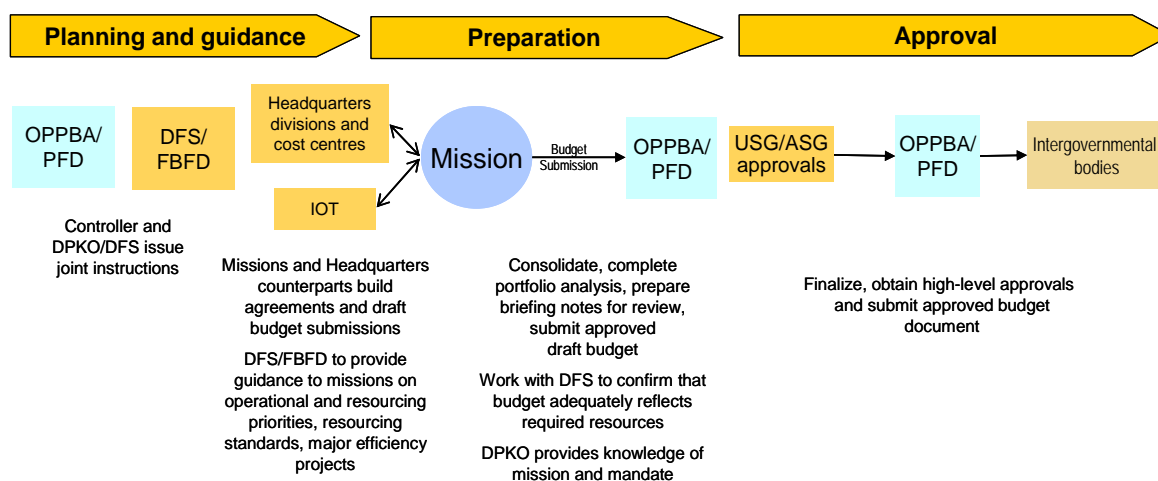 Planning and guidance
Preparation
Approval
OPPBA/
PFD
DFS/
FBFD
Headquarters
divisions and
cost centres
IOT
Mission
Budget
Submission
OPPBA/
PFD
USG/ASG
approvals
OPPBA/
PFD
Intergovernmental
bodies
Controller and
DPKO/DFS issue
joint instructions
Missions and Headquarters
counterparts build
agreements and draft
budget submissions
DFS/FBFD to provide
guidance to missions on
operational and resourcing
priorities, resourcing
standards, major efficiency
projects
Consolidate, complete
portfolio analysis, prepare
briefing notes for review,
submit approved
draft budget
Work with DFS to confirm that
budget adequately reflects
required resources
DPKO provides knowledge of
mission and mandate
Finalize, obtain high-level approvals
and submit approved budget
document